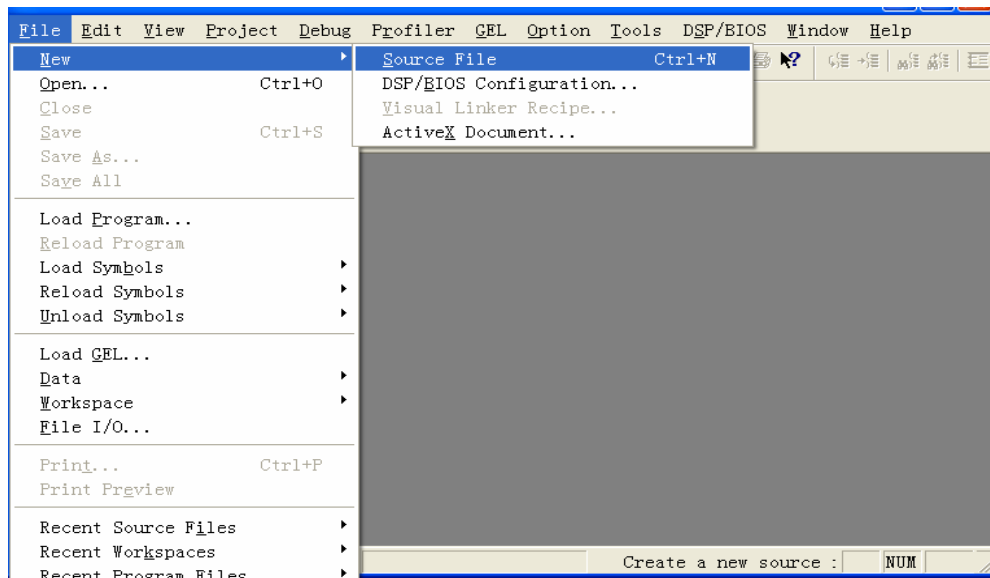 File Edit View Project Debug Profiler GEL Option Tools DSP/BIOS Window Help
New
Source File Ctrl+N
Open... Ctrl+O
DSP/BIOS Configuration...
Close
Visual Linker Recipe...
Save Ctrl+S
ActiveX Document...
Save As...
Save All
Load Program...
Reload Program
Load Symbols
Reload Symbols
Unload Symbols
Load GEL...
Data
Workspace
File I/O...
Print... Ctrl+P
Print Preview
Recent Source Files
Recent Workspaces
Recent Program Files
Create a new source : NUM